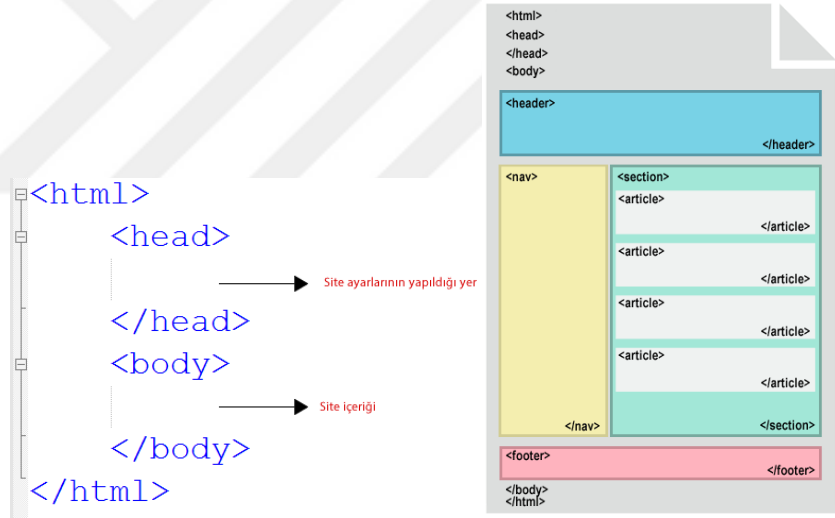 <html>
<head>
Site ayarlarının yapıldığı yer
</head>
<body>
Site içeriği
</body>
</html>
<html>
<head>
</head>
<body>
<header>
</header>
<nav>
</nav>
<section>
<article>
</article>
<article>
</article>
<article>
</article>
<article>
</article>
</section>
<footer>
</footer>
</body>
</html>